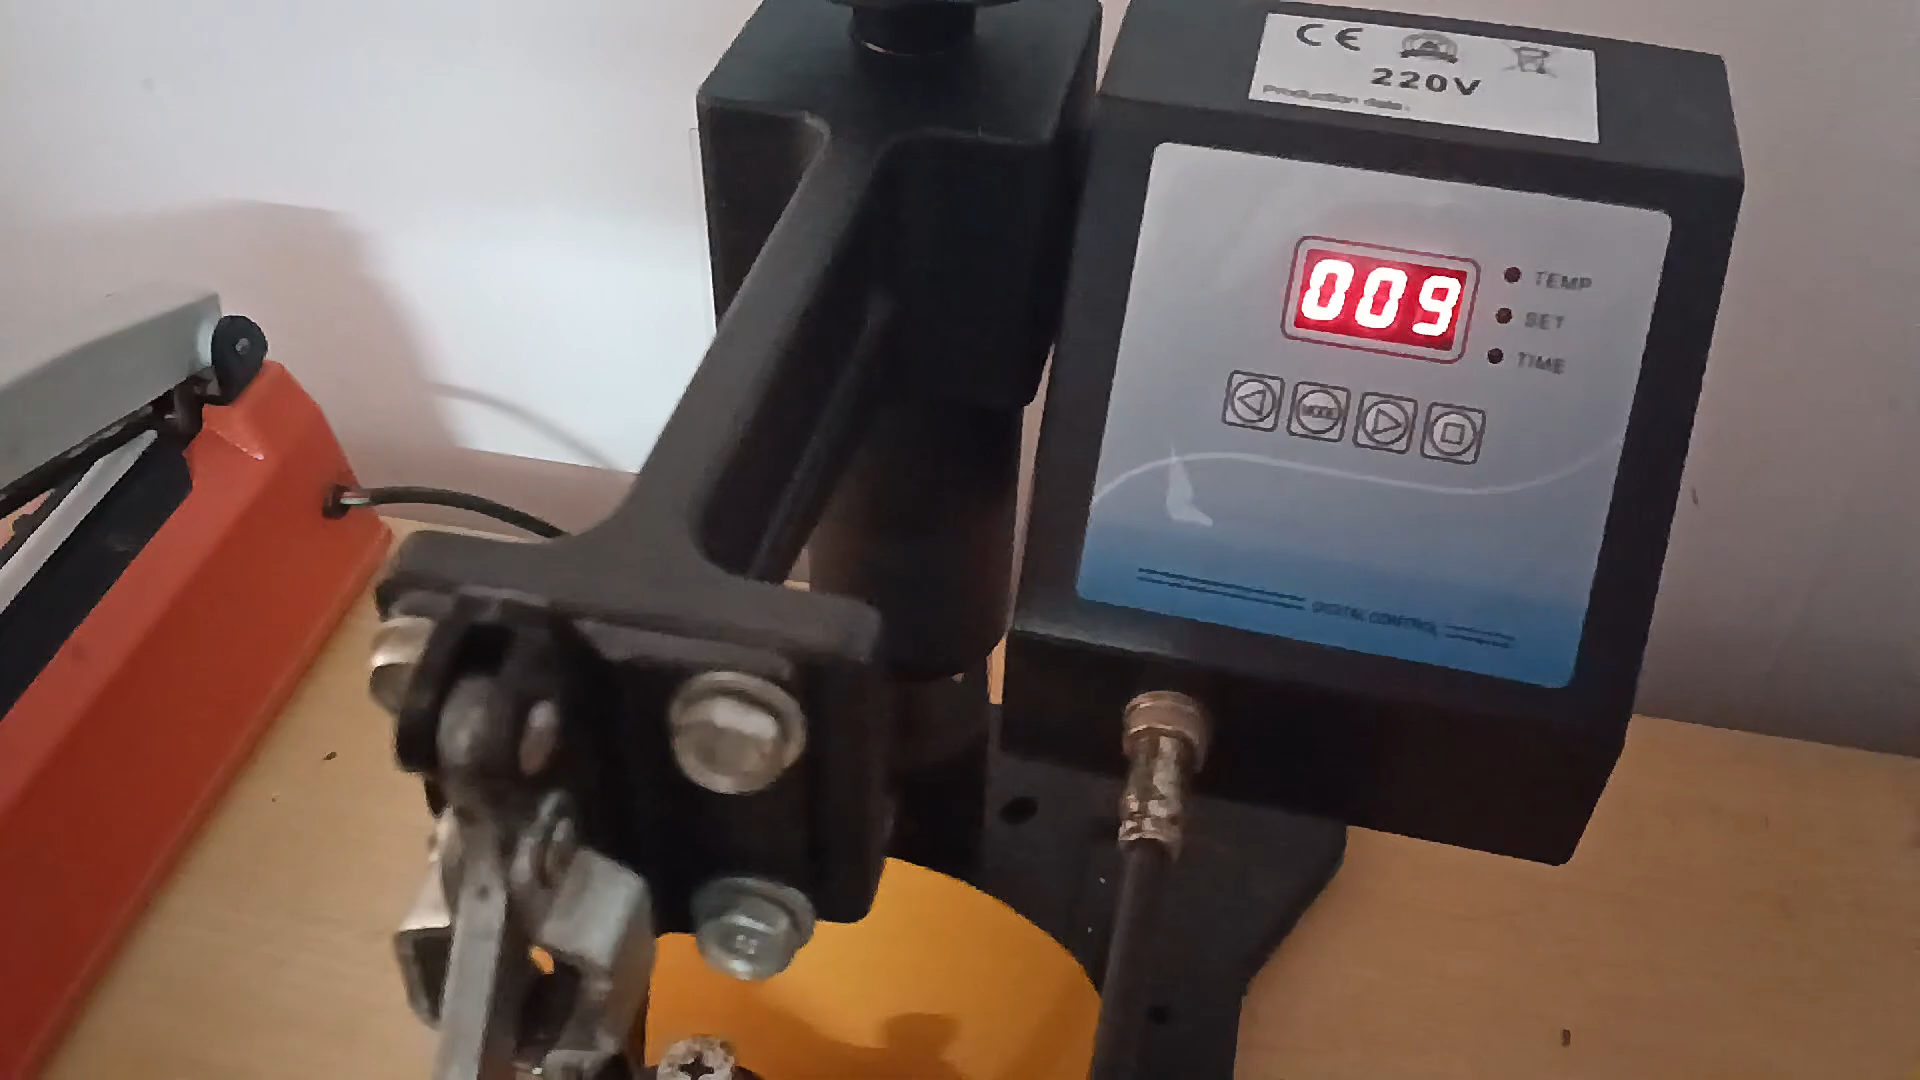 CE
220V
Production date:
009
TEMP
SET
TIME
MODE
DIGITAL CONTROL